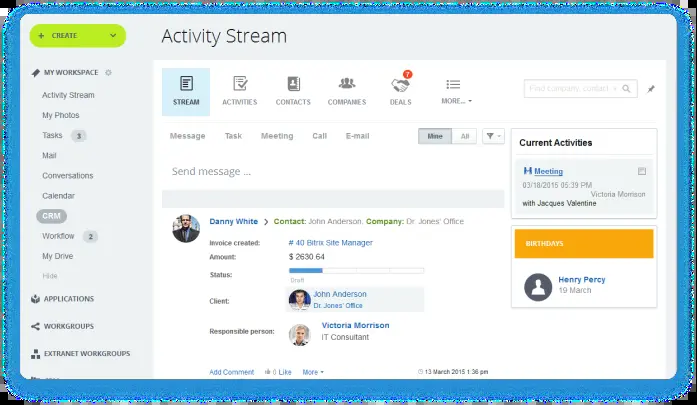 CREATE
Activity Stream
MY WORKSPACE
Activity Stream
My Photos
Tasks 3
Mail
Conversations
Calendar
CRM
Workflow 2
My Drive
Hide
APPLICATIONS
WORKGROUPS
EXTRANET WORKGROUPS
STREAM
ACTIVITIES
CONTACTS
COMPANIES
7
DEALS
MORE...
Find company, contact
Message Task Meeting Call E-mail
Mine All
Send message ...
Danny White Contact: John Anderson. Company: Dr. Jones' Office
Invoice created: # 40 Bitrix Site Manager
Amount: $ 2630.64
Status:
Draft
Client: John Anderson
Dr. Jones' Office
Responsible person: Victoria Morrison
IT Consultant
Add Comment 0 Like More 13 March 2015 1:36 pm
Current Activities
Meeting
03/18/2015 05:39 PM
Victoria Morrison
with Jacques Valentine
BIRTHDAYS
Henry Percy
19 March